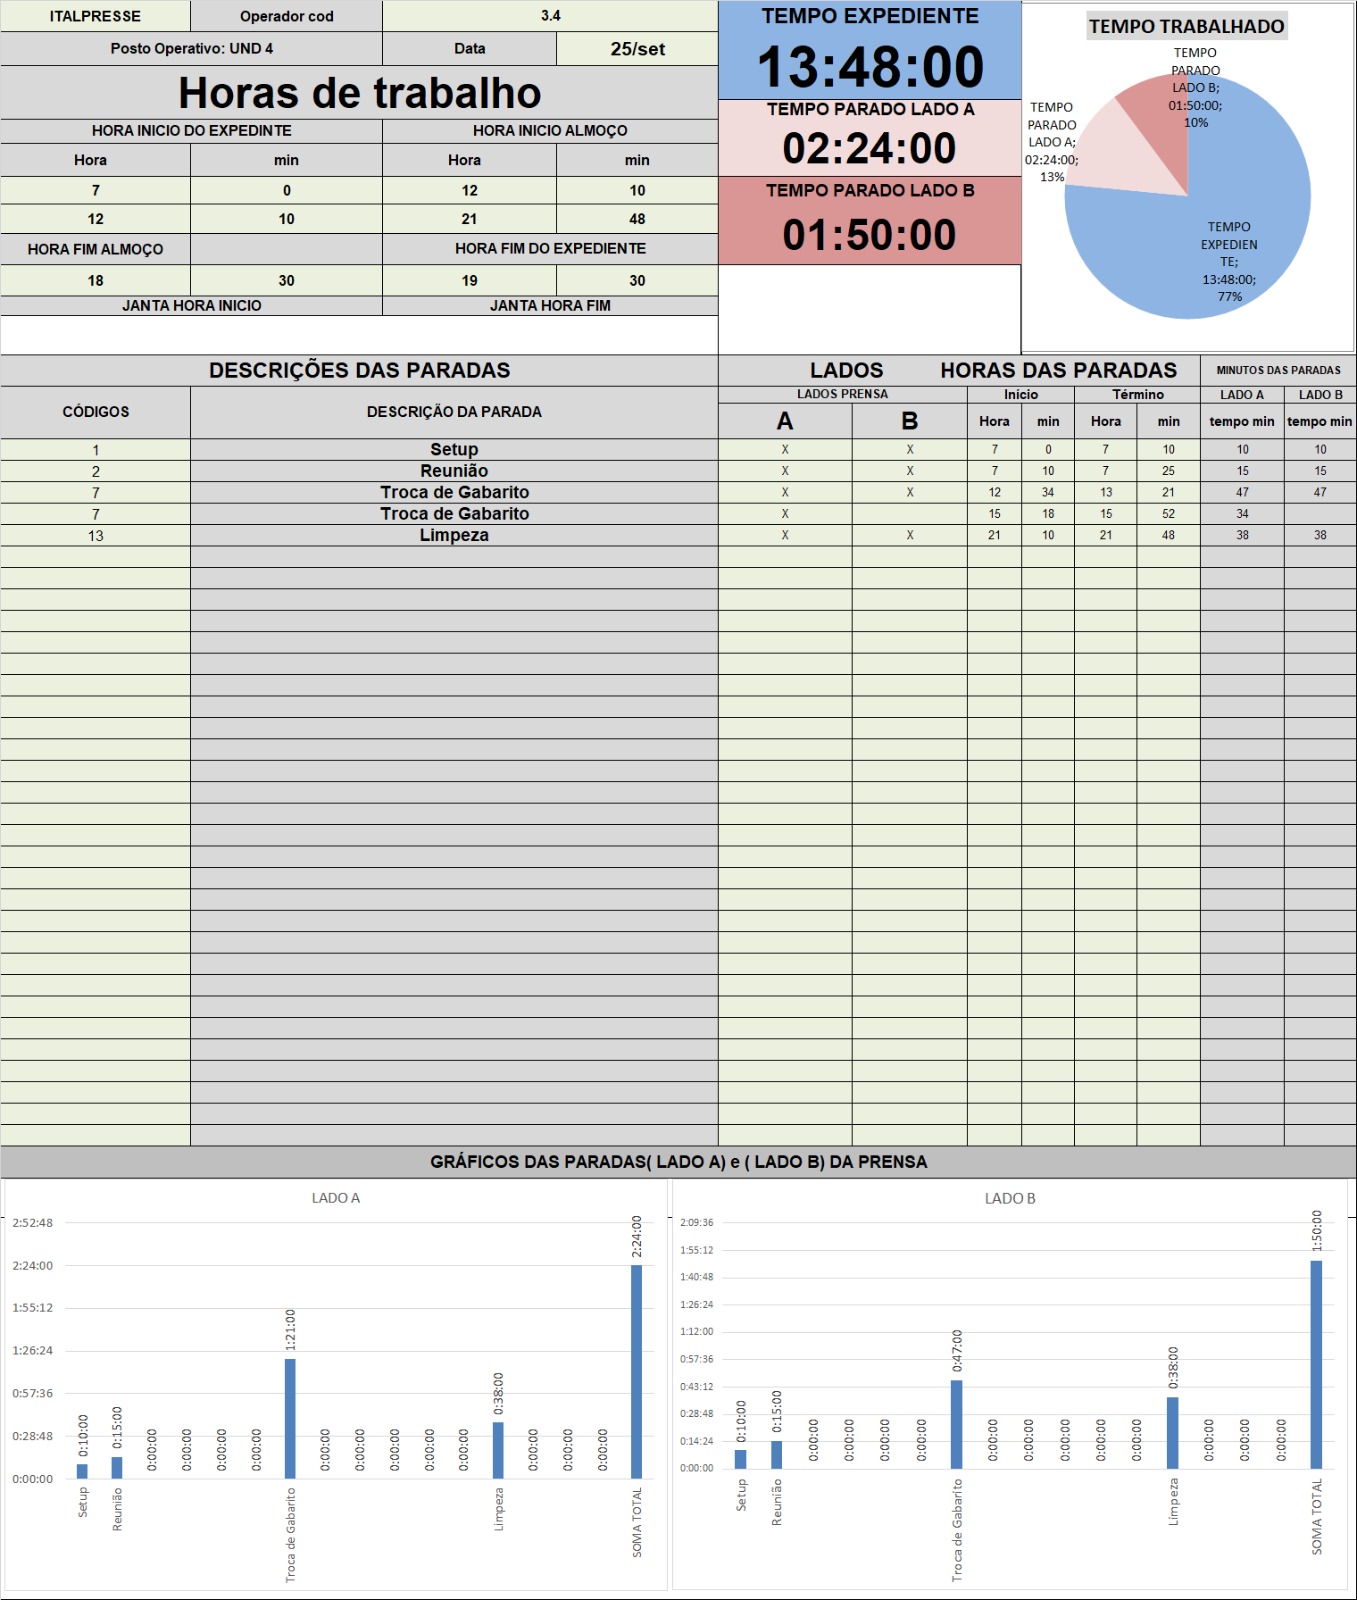 ITALPRESSE Operador cod 3.4
Posto Operativo: UND 4 Data 25/set
Horas de trabalho
HORA INICIO DO EXPEDINTE HORA INICIO ALMOÇO
Hora min Hora min
7 0 12 10
12 10 21 48
HORA FIM ALMOÇO HORA FIM DO EXPEDIENTE
18 30 19 30
JANTA HORA INICIO JANTA HORA FIM
TEMPO EXPEDIENTE
13:48:00
TEMPO PARADO LADO A
02:24:00
TEMPO PARADO LADO B
01:50:00
TEMPO TRABALHADO
TEMPO
PARADO
LADO B;
01:50:00;
10%
TEMPO
PARADO
LADO A;
02:24:00;
13%
TEMPO
EXPEDIEN
TE;
13:48:00;
77%
DESCRIÇÕES DAS PARADAS LADOS HORAS DAS PARADAS MINUTOS DAS PARADAS
CÓDIGOS DESCRIÇÃO DA PARADA LADOS PRENSA Início Término LADO A LADO B
A B Hora min Hora min tempo min tempo min
1 Setup X X 7 0 7 10 10 10
2 Reunião X X 7 10 7 25 15 15
7 Troca de Gabarito X X 12 34 13 21 47 47
7 Troca de Gabarito X 15 18 15 52 34
13 Limpeza X X 21 10 21 48 38 38
GRÁFICOS DAS PARADAS( LADO A) e ( LADO B) DA PRENSA
LADO A
2:52:48
2:24:00
1:55:12
1:26:24
0:57:36
0:28:48
0:00:00
0:10:00 0:15:00 0:00:00 0:00:00 0:00:00 0:00:00 1:21:00 0:00:00 0:00:00 0:00:00 0:00:00 0:00:00 0:38:00 0:00:00 0:00:00 0:00:00 2:24:00
Setup Reunião Troca de Gabarito Limpeza SOMA TOTAL
LADO B
2:09:36
1:55:12
1:40:48
1:26:24
1:12:00
0:57:36
0:43:12
0:28:48
0:14:24
0:00:00
0:10:00 0:15:00 0:00:00 0:00:00 0:00:00 0:00:00 0:47:00 0:00:00 0:00:00 0:00:00 0:00:00 0:00:00 0:38:00 0:00:00 0:00:00 0:00:00 1:50:00
Setup Reunião Troca de Gabarito Limpeza SOMA TOTAL